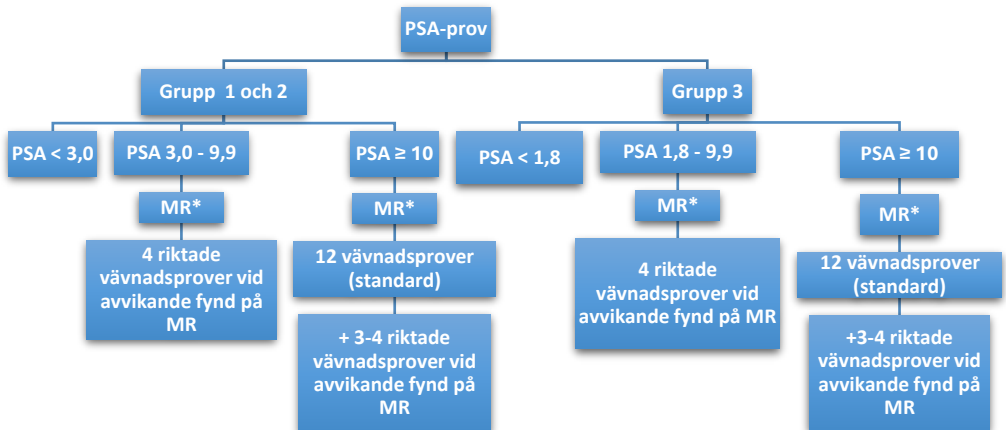 PSA-prov
Grupp 1 och 2
Grupp 3
PSA < 3,0
PSA 3,0 - 9,9
PSA ≥ 10
PSA < 1,8
PSA 1,8 - 9,9
PSA ≥ 10
MR*
MR*
MR*
MR*
4 riktade
vävnadsprover vid
avvikande fynd på
MR
12 vävnadsprover
(standard)
+ 3-4 riktade
vävnadsprover vid
avvikande fynd på
MR
4 riktade
vävnadsprover vid
avvikande fynd på MR
12 vävnadsprover
(standard)
+3-4 riktade
vävnadsprover vid
avvikande fynd på
MR